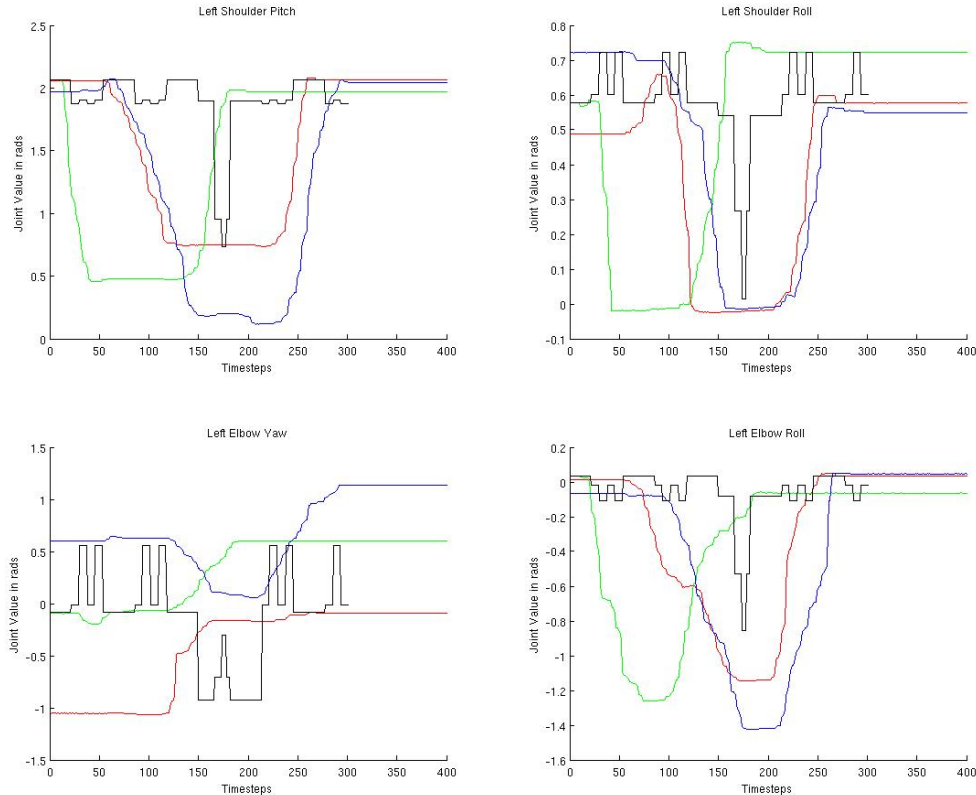 Left Shoulder Pitch
2.5
2
1.5
1
0.5
0
Joint Value in rads
0 50 100 150 200 250 300 350 400
Timesteps
Left Shoulder Roll
0.8
0.7
0.6
0.5
0.4
0.3
0.2
0.1
0
-0.1
Joint Value in rads
0 50 100 150 200 250 300 350 400
Timesteps
Left Elbow Yaw
1.5
1
0.5
0
-0.5
-1
-1.5
Joint Value in rads
0 50 100 150 200 250 300 350 400
Timesteps
Left Elbow Roll
0.2
0
-0.2
-0.4
-0.6
-0.8
-1
-1.2
-1.4
-1.6
Joint Value in rads
0 50 100 150 200 250 300 350 400
Timesteps